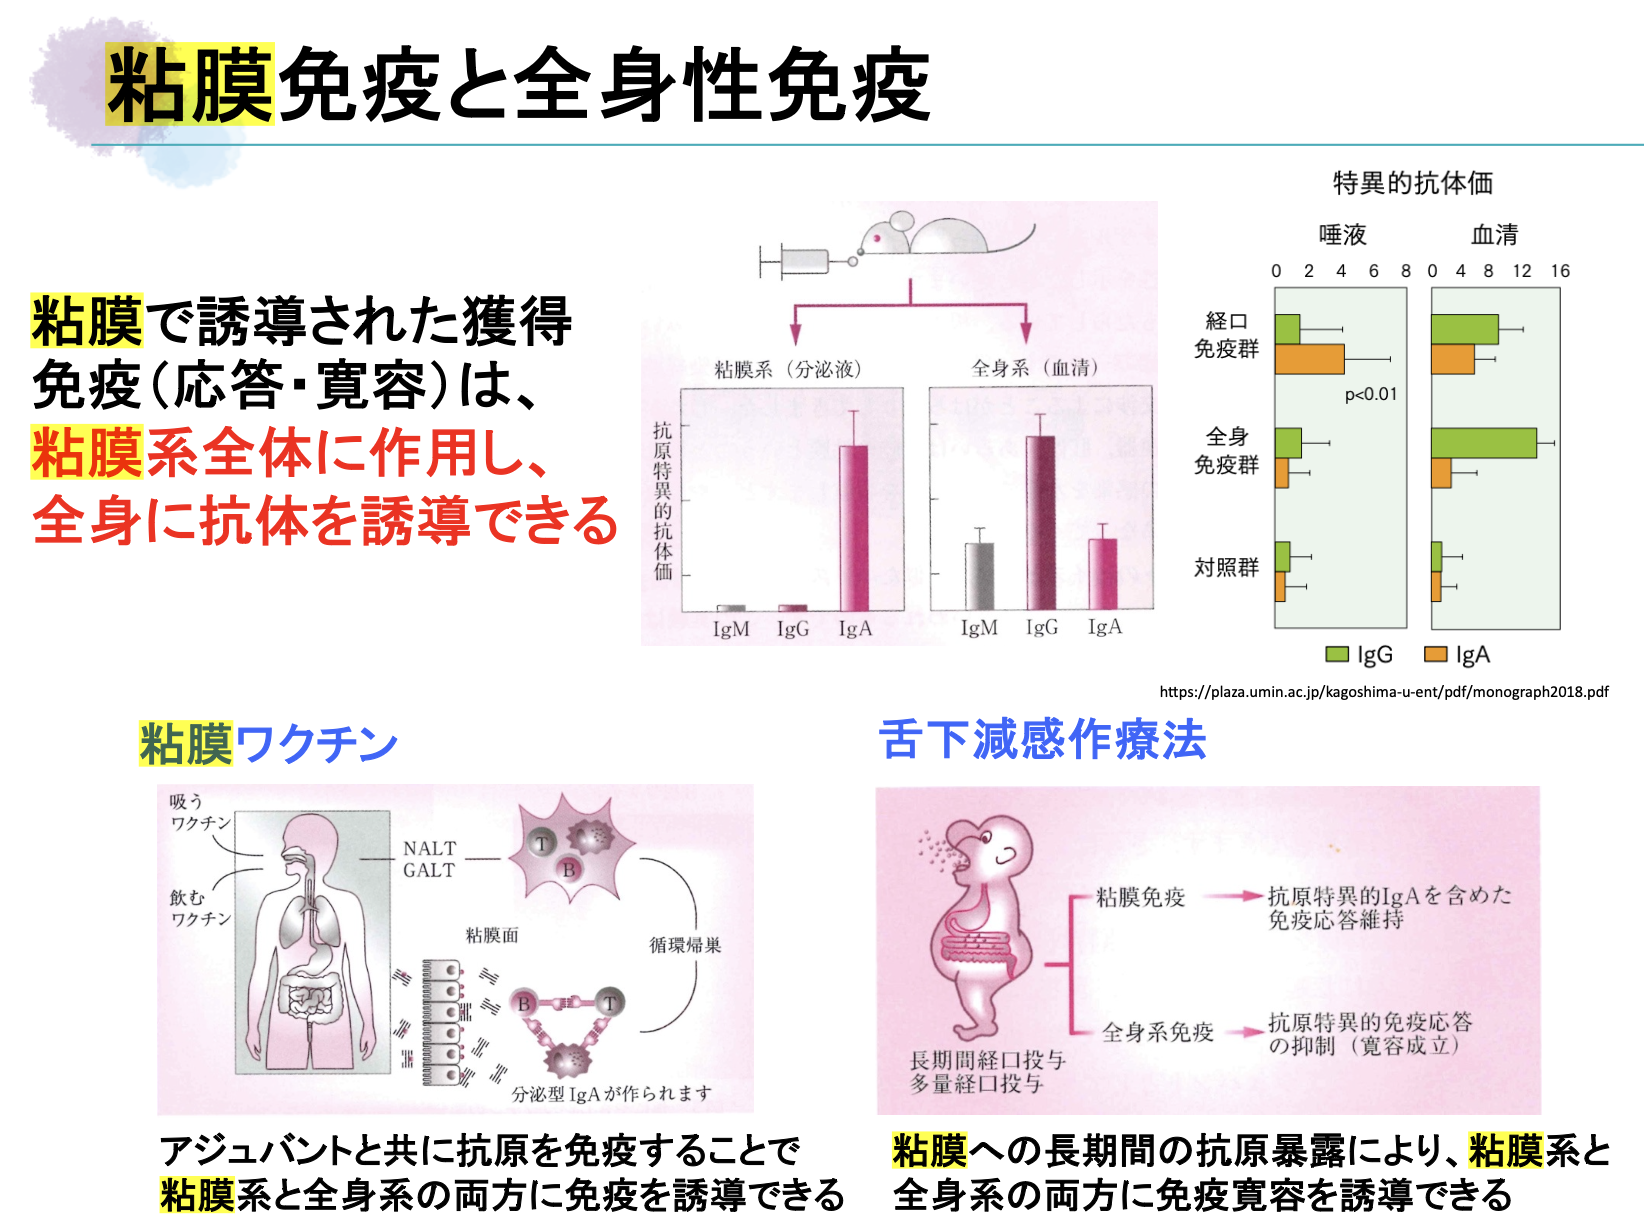 粘膜免疫と全身性免疫
粘膜で誘導された獲得
免疫(応答・寛容)は、
粘膜系全体に作用し、
全身に抗体を誘導できる
粘膜系(分泌液)
全身系(血清)
抗原特異的抗体価
IgM IgG IgA
IgM IgG IgA
特異的抗体価
唾液 血清
0 2 4 6 8 0 4 8 12 16
経口
免疫群
p<0.01
全身
免疫群
対照群
IgG IgA
https://plaza.umin.ac.jp/kagoshima-u-ent/pdf/monograph2018.pdf
粘膜ワクチン
吸う
ワクチン
飲む
ワクチン
NALT
GALT
T
B
粘膜面
循環帰巣
B T
分泌型IgAが作られます
アジュバントと共に抗原を免疫することで
粘膜系と全身系の両方に免疫を誘導できる
舌下減感作療法
粘膜免疫
抗原特異的IgAを含めた
免疫応答維持
全身系免疫
抗原特異的免疫応答
の抑制(寛容成立)
長期間経口投与
多量経口投与
粘膜への長期間の抗原暴露により、粘膜系と
全身系の両方に免疫寛容を誘導できる